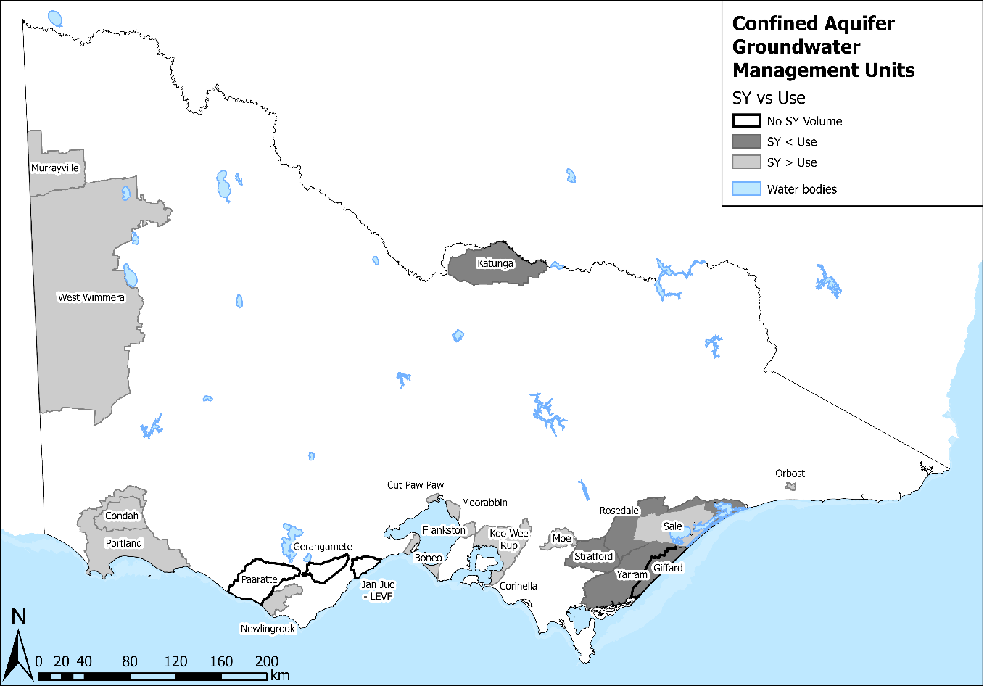 Confined Aquifer
Groundwater
Management Units
SY vs Use
No SY Volume
SY < Use
SY > Use
Water bodies
Murrayville
West Wimmera
Katunga
Orbost
Cut Paw Paw
Moorabbin
Rosedale
Condah
Portland
Frankston
Koo Wee
Rup
Moe
Sale
Gerangamete
Boneo
Stratford
Giffard
Yarram
Paaratte
Jan Juc
- LEVF
Corinella
Newlingrook
N
0 20 40 80 120 160 200
km